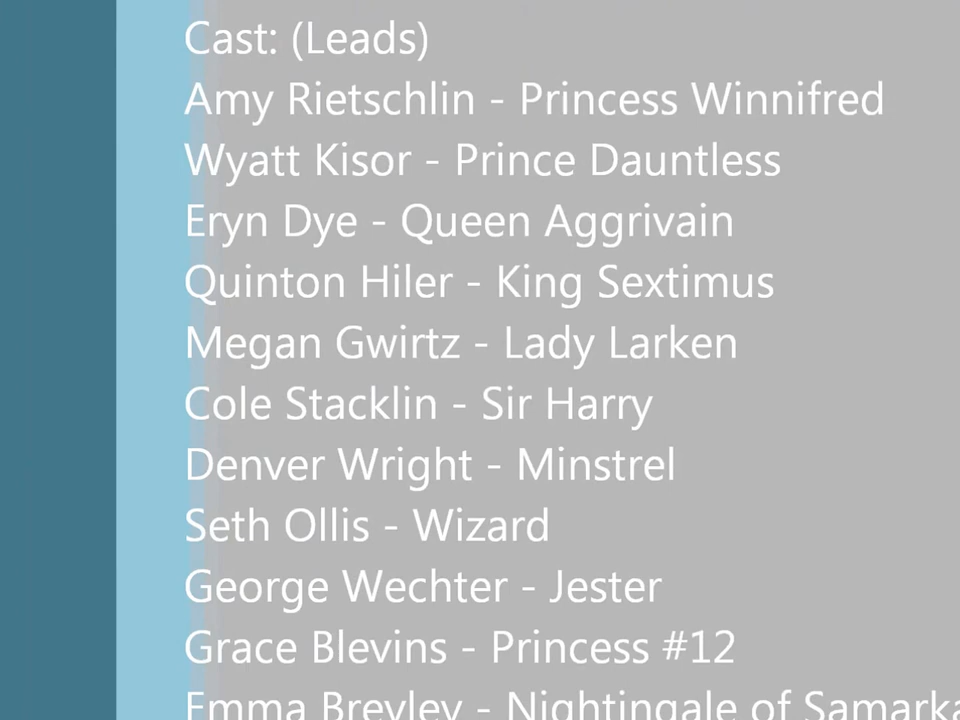 Cast: (Leads)
Amy Rietschlin - Princess Winnifred
Wyatt Kisor - Prince Dauntless
Eryn Dye - Queen Aggrivain
Quinton Hiler - King Sextimus
Megan Gwirtz - Lady Larken
Cole Stacklin - Sir Harry
Denver Wright - Minstrel
Seth Ollis - Wizard
George Wechter - Jester
Grace Blevins - Princess #12
Emma Breyley - Nightingale of